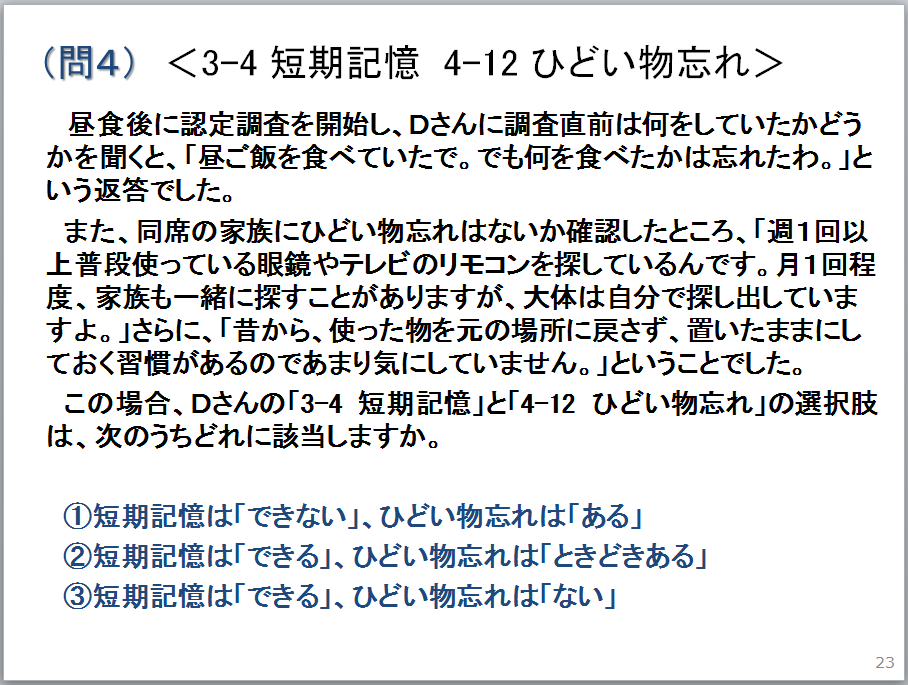 (問4) ＜3-4 短期記憶 4-12 ひどい物忘れ＞
昼食後に認定調査を開始し、Dさんに調査直前は何をしていたかどう
かを聞くと、「昼ご飯を食べていたで。でも何を食べたかは忘れたわ。」と
いう返答でした。
また、同席の家族にひどい物忘れはないか確認したところ、「週1回以
上普段使っている眼鏡やテレビのリモコンを探しているんです。月1回程
度、家族も一緒に探すことがありますが、大体は自分で探し出していま
すよ。」さらに、「昔から、使った物を元の場所に戻さず、置いたままにし
ておく習慣があるのであまり気にしていません。」ということでした。
この場合、Dさんの「3-4 短期記憶」と「4-12 ひどい物忘れ」の選択肢
は、次のうちどれに該当しますか。
①短期記憶は「できない」、ひどい物忘れは「ある」
②短期記憶は「できる」、ひどい物忘れは「ときどきある」
③短期記憶は「できる」、ひどい物忘れは「ない」
23